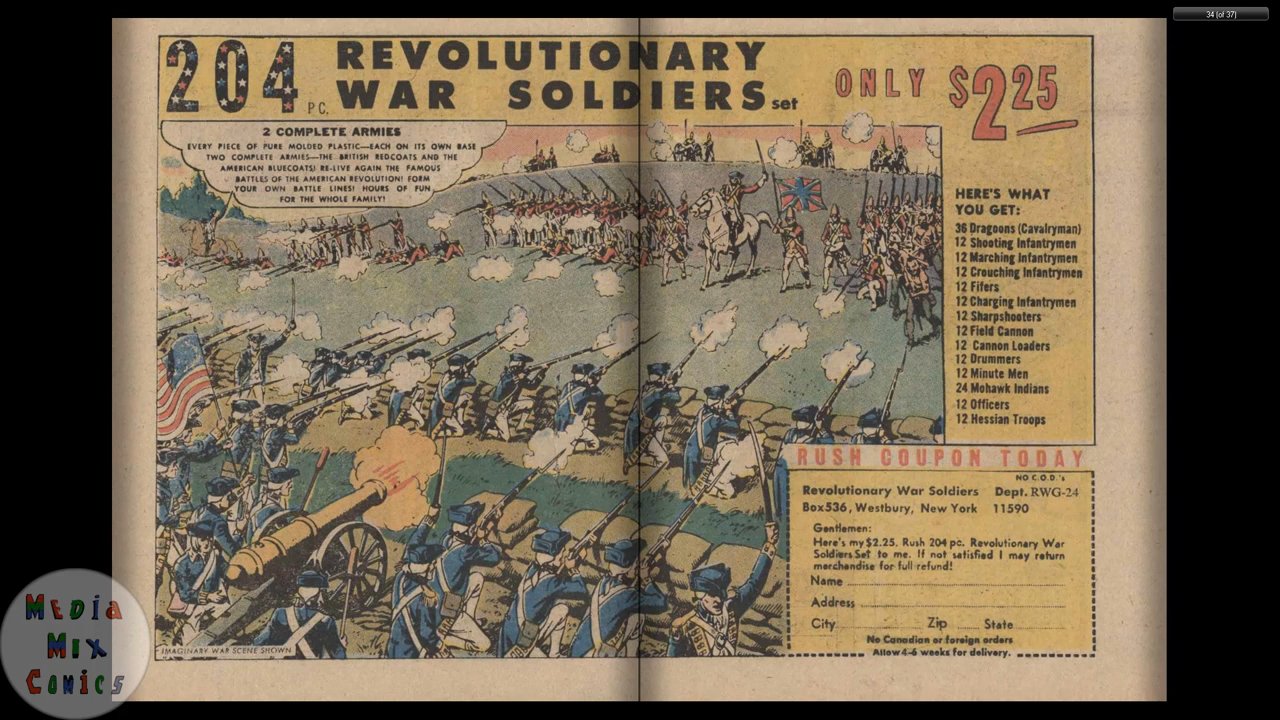 34 (of 37)
204 PC. REVOLUTIONARY
WAR SOLDIERS set
ONLY $2.25
2 COMPLETE ARMIES
EVERY PIECE OF PURE MOLDED PLASTIC—EACH ON ITS OWN BASE
TWO COMPLETE ARMIES—THE BRITISH REDCOATS AND THE
AMERICAN BLUECOATS! RE-LIVE AGAIN THE FAMOUS
BATTLES OF THE AMERICAN REVOLUTION! FORM
YOUR OWN BATTLE LINES! HOURS OF FUN
FOR THE WHOLE FAMILY!
HERE'S WHAT
YOU GET:
36 Dragoons (Cavalryman)
12 Shooting Infantrymen
12 Marching Infantrymen
12 Crouching Infantrymen
12 Fifers
12 Charging Infantrymen
12 Sharpshooters
12 Field Cannon
12 Cannon Loaders
12 Drummers
12 Minute Men
24 Mohawk Indians
12 Officers
12 Hessian Troops
RUSH COUPON TODAY
NO C.O.D.'s
Revolutionary War Soldiers Dept. RWG-24
Box536, Westbury, New York 11590
Gentlemen:
Here's my $2.25. Rush 204 pc. Revolutionary War
Soldiers Set to me. If not satisfied I may return
merchandise for full refund!
Name
Address
City Zip State
No Canadian or foreign orders
Allow 4-6 weeks for delivery.
IMAGINARY WAR SCENE SHOWN
MEDIA
MIX
COMICS